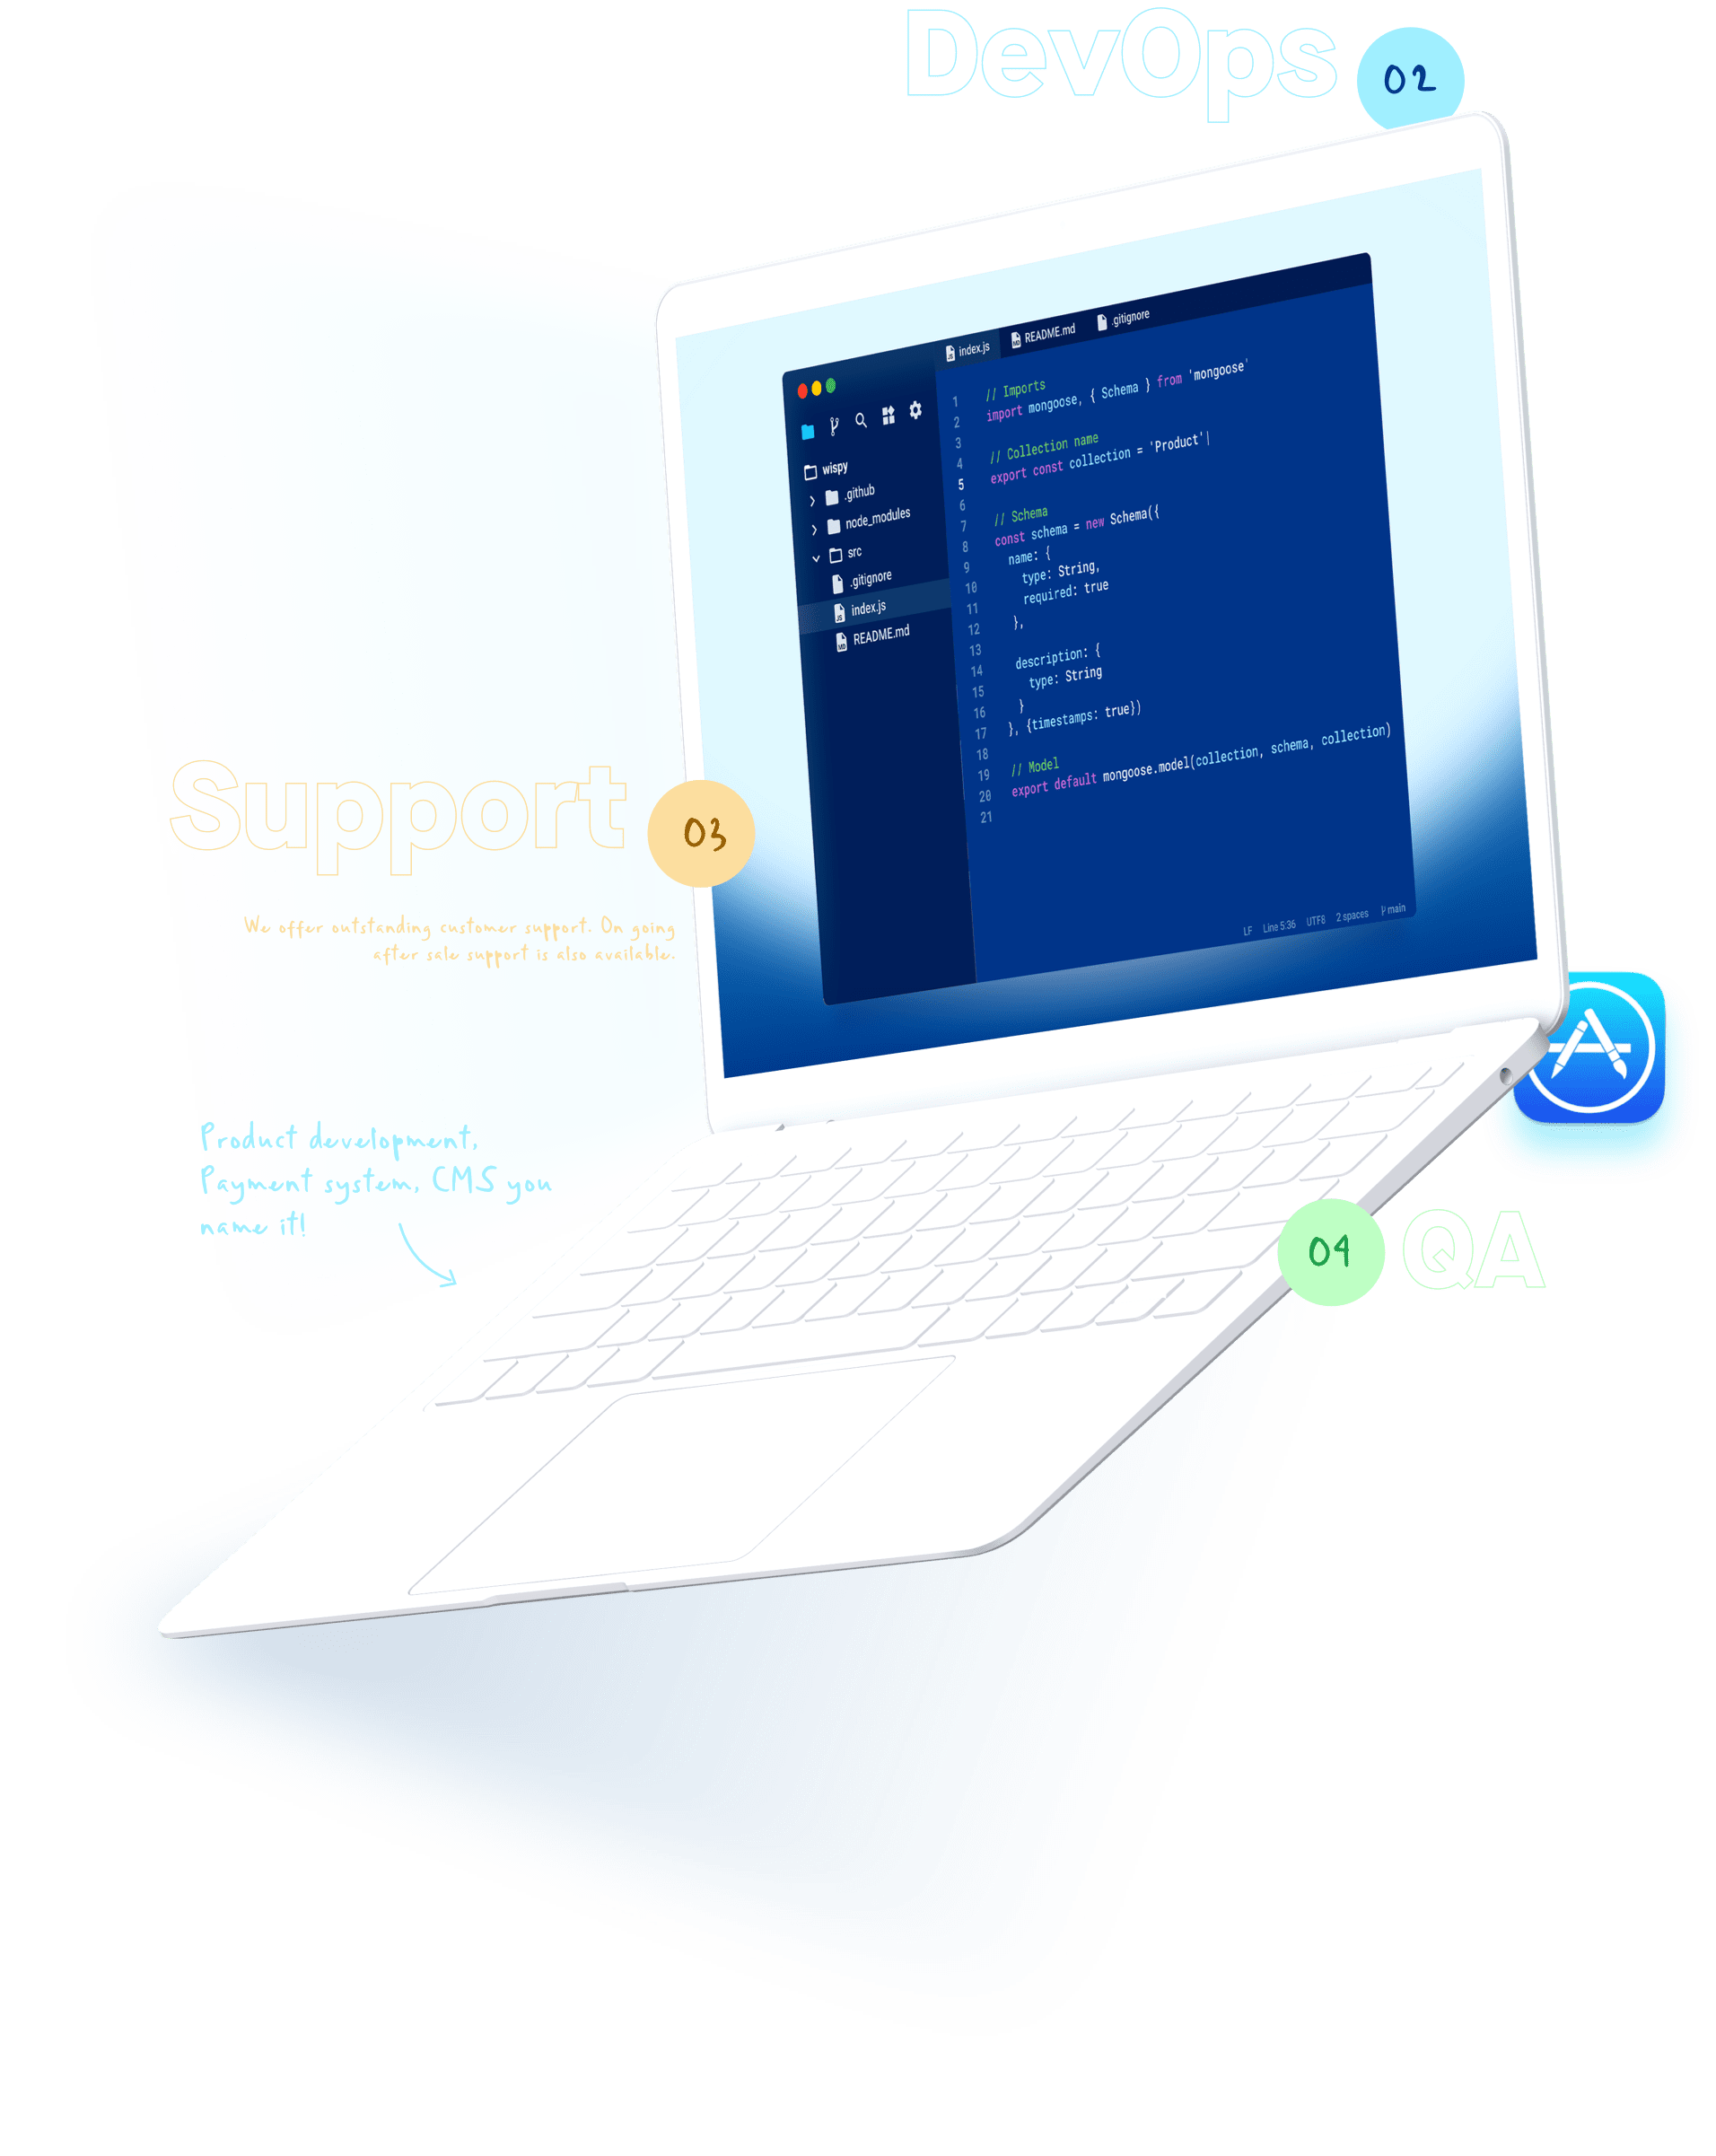 DevOps
02
index.js
README.md
.gitignore
wispy
.github
node_modules
src
.gitignore
index.js
README.md
1 // Imports
2 import mongoose, { Schema } from 'mongoose'
3
4 // Collection name
5 export const collection = 'Product'|
6
7 // Schema
8 const schema = new Schema({
9 name: {
10 type: String,
11 required: true
12 },
13
14 description: {
15 type: String
16 }
17 }, {timestamps: true})
18
19 // Model
20 export default mongoose.model(collection, schema, collection)
21
LF Line 5:36 UTF8 2 spaces main
Support
03
We offer outstanding customer support. On going
after sale support is also available.
Product development,
Payment system, CMS you
name it!
04
QA